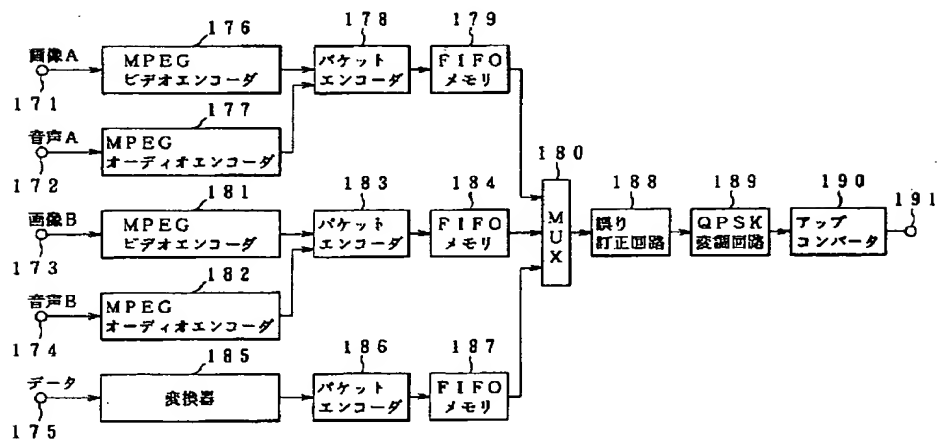 176
178
179
画像A
MPEG
ビデオエンコーダ
パケット
エンコーダ
FIFO
メモリ
171
177
音声A
MPEG
オーディオエンコーダ
172
180
181
183
184
188
189
190
191
画像B
MPEG
ビデオエンコーダ
パケット
エンコーダ
FIFO
メモリ
MUX
誤り
訂正回路
QPSK
変調回路
アップ
コンバータ
173
182
音声B
MPEG
オーディオエンコーダ
174
185
186
187
データ
変換器
パケット
エンコーダ
FIFO
メモリ
175